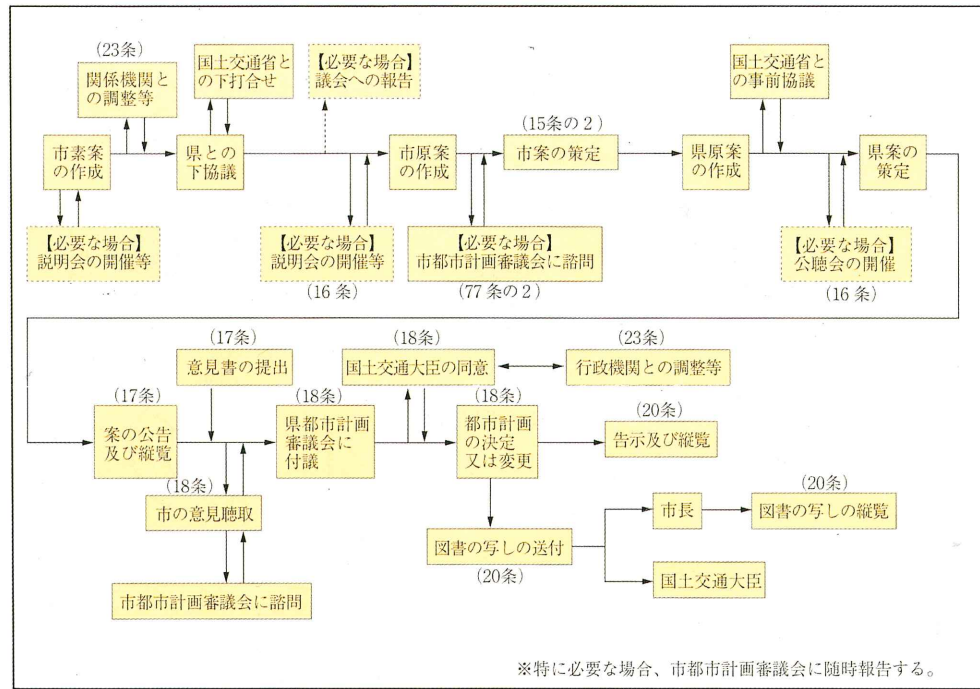 (23条)
関係機関と
の調整等
国土交通省と
の下打合せ
【必要な場合】
議会への報告
国土交通省と
の事前協議
市素案
の作成
県との
下協議
市原案
の作成
(15条の2)
市案の策定
県原案
の作成
県案の
策定
【必要な場合】
説明会の開催等
【必要な場合】
説明会の開催等
(16条)
【必要な場合】
市都市計画審議会に諮問
(77条の2)
【必要な場合】
公聴会の開催
(16条)
(17条)
意見書の提出
(18条)
国土交通大臣の同意
(23条)
行政機関との調整等
(17条)
案の公告
及び縦覧
(18条)
県都市計画
審議会に
付議
(18条)
都市計画
の決定
又は変更
(20条)
告示及び縦覧
(18条)
市の意見聴取
市都市計画審議会に諮問
図書の写しの送付
(20条)
市長
(20条)
図書の写しの縦覧
国土交通大臣
※特に必要な場合、市都市計画審議会に随時報告する。